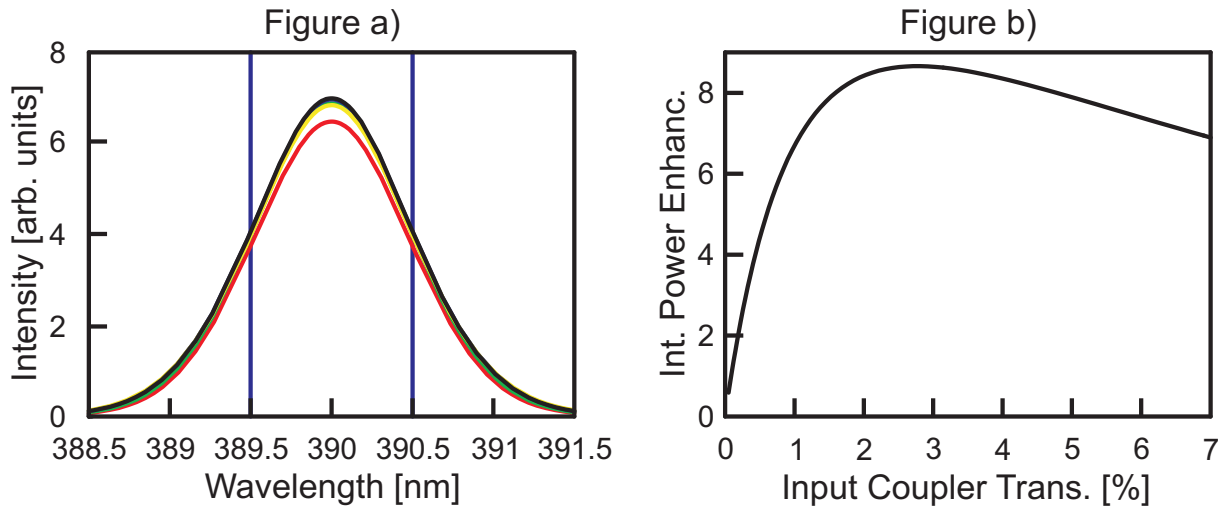 Figure a)
8
6
4
2
0
Intensity [arb. units]
388.5 389 389.5 390 390.5 391 391.5
Wavelength [nm]
Figure b)
8
6
4
8
0
Int. Power Enhanc.
0 1 2 3 4 5 6 7
Input Coupler Trans. [%]